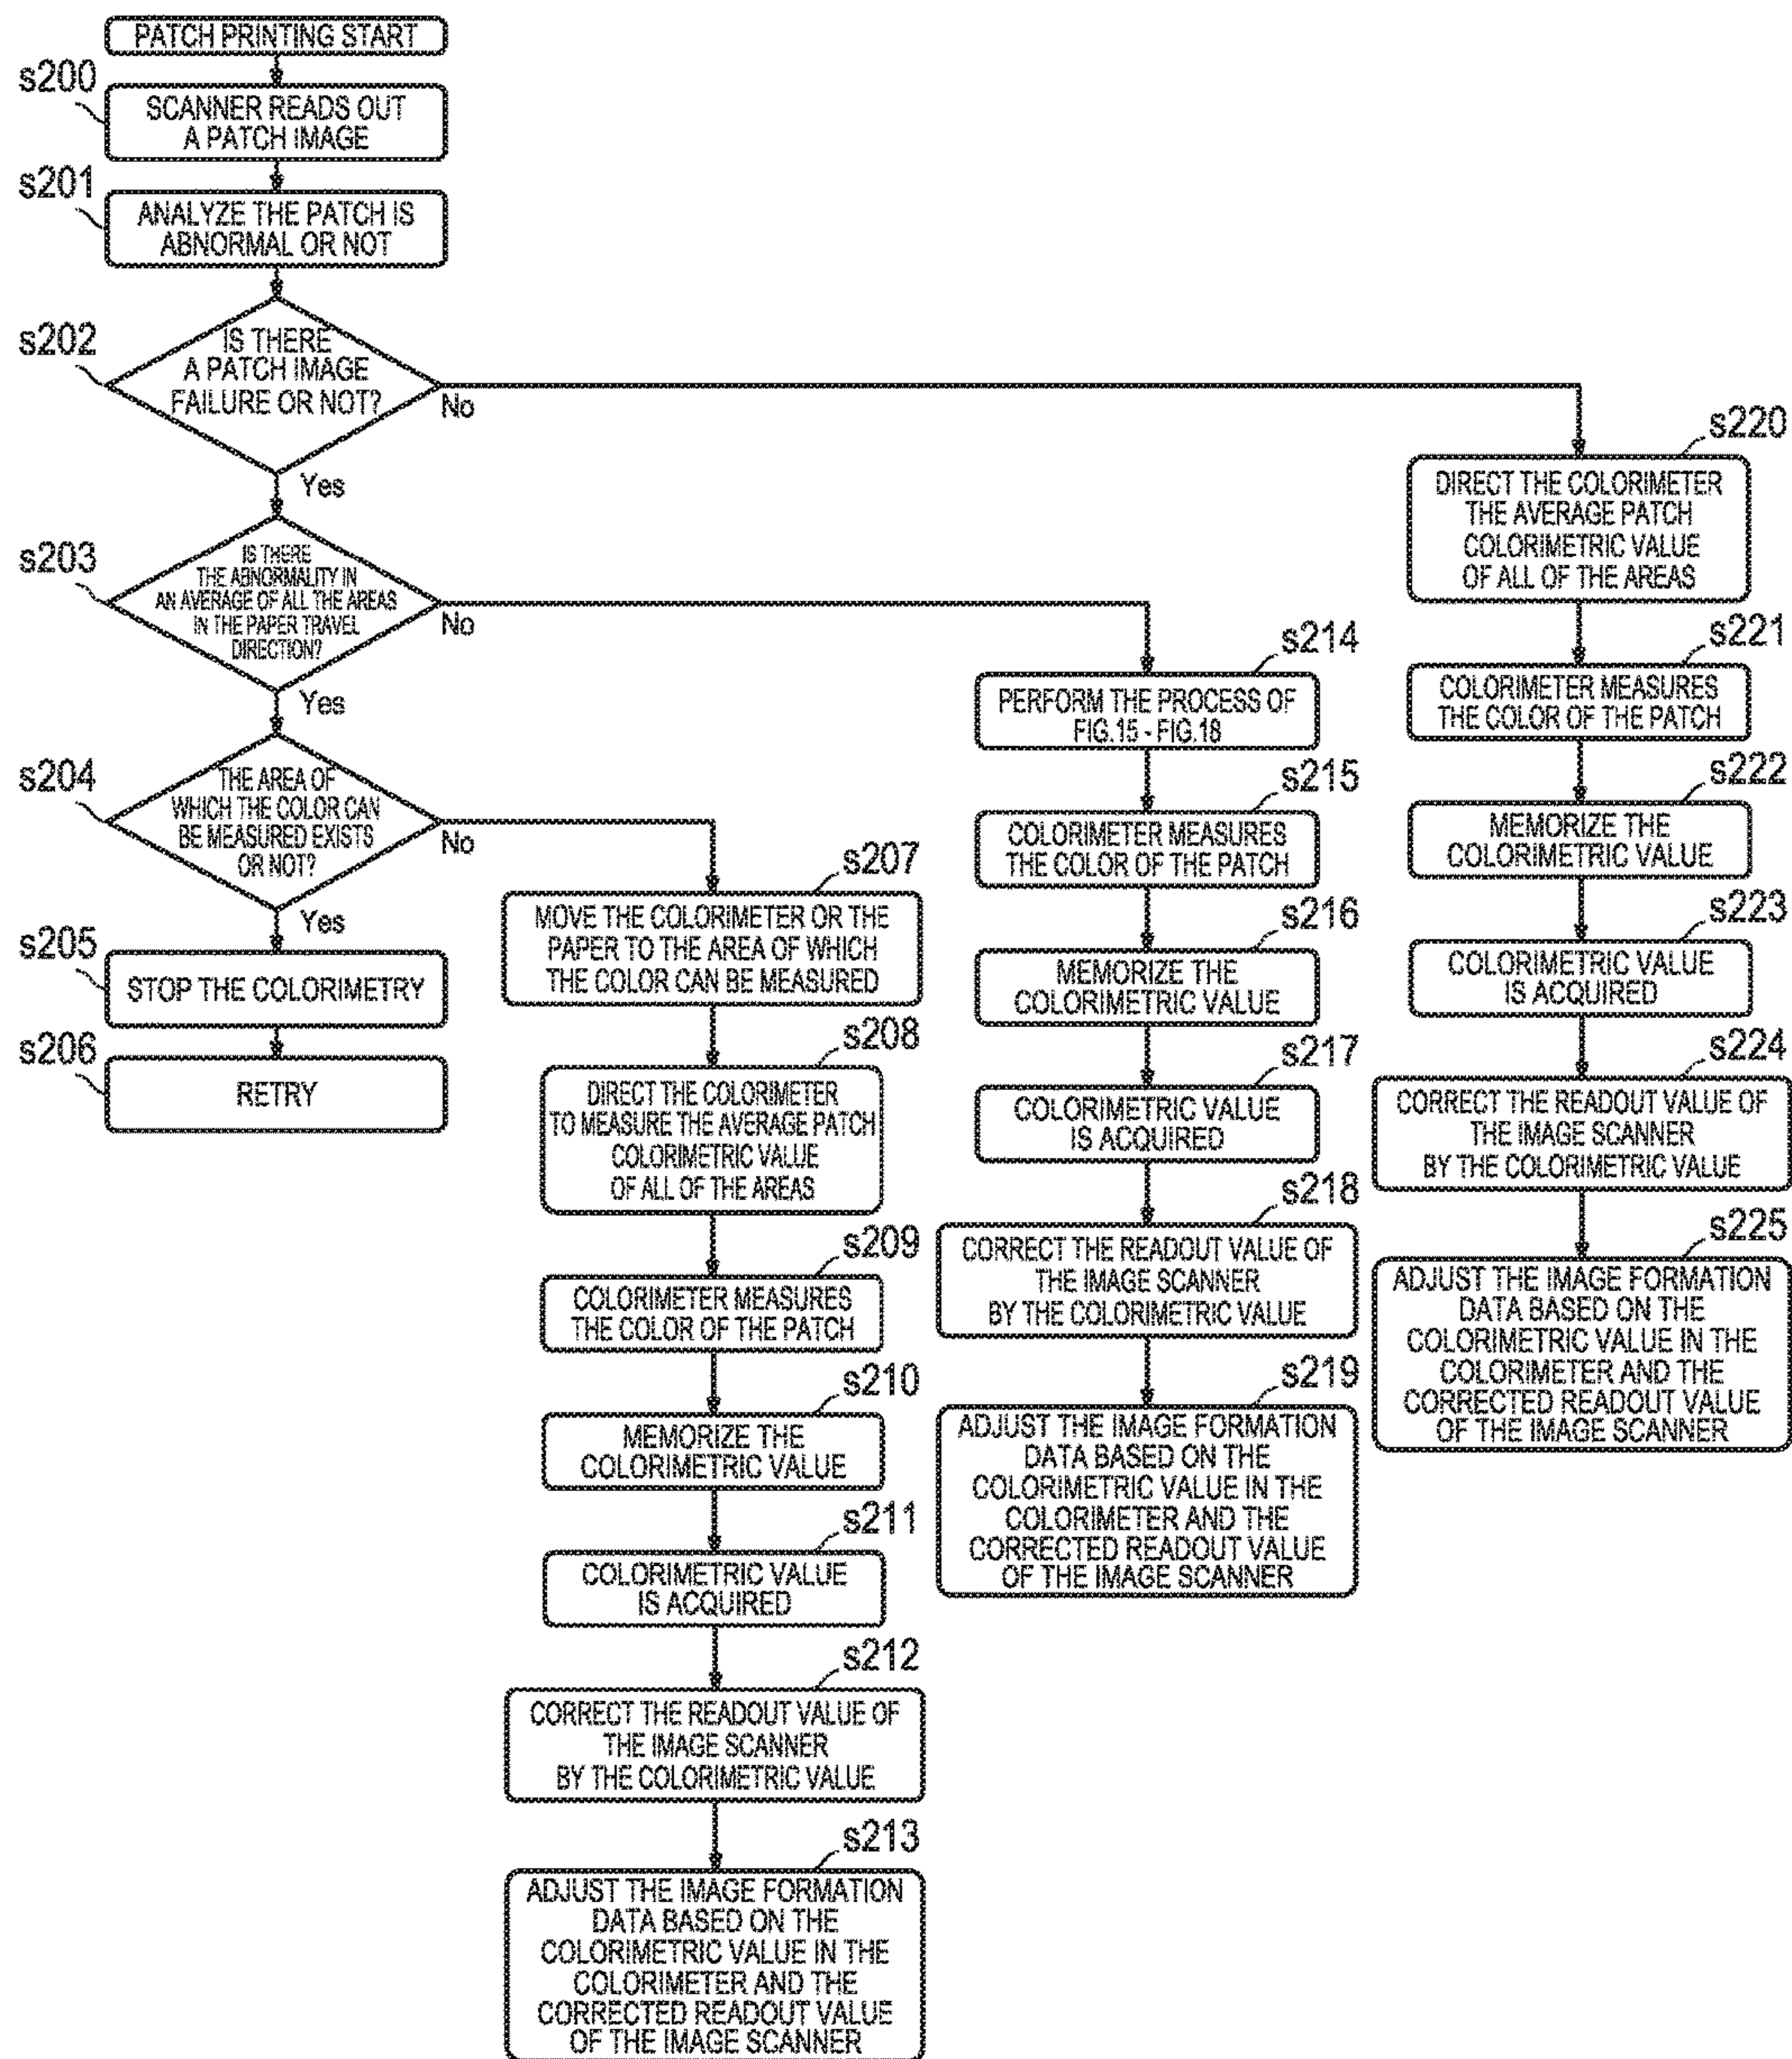 PATCH PRINTING START
s200
SCANNER READS OUT
A PATCH IMAGE
s201
ANALYZE THE PATCH IS
ABNORMAL OR NOT
s202
IS THERE
A PATCH IMAGE
FAILURE OR NOT?
No
Yes
s203
IS THERE
THE ABNORMALITY IN
AN AVERAGE OF ALL THE AREAS
IN THE PAPER TRAVEL
DIRECTION?
No
Yes
s204
THE AREA OF
WHICH THE COLOR CAN
BE MEASURED EXISTS
OR NOT?
No
Yes
s205
STOP THE COLORIMETRY
s206
RETRY
s207
MOVE THE COLORIMETER OR THE
PAPER TO THE AREA OF WHICH
THE COLOR CAN BE MEASURED
s208
DIRECT THE COLORIMETER
TO MEASURE THE AVERAGE PATCH
COLORIMETRIC VALUE
OF ALL OF THE AREAS
s209
COLORIMETER MEASURES
THE COLOR OF THE PATCH
s210
MEMORIZE THE
COLORIMETRIC VALUE
s211
COLORIMETRIC VALUE
IS ACQUIRED
s212
CORRECT THE READOUT VALUE OF
THE IMAGE SCANNER
BY THE COLORIMETRIC VALUE
s213
ADJUST THE IMAGE FORMATION
DATA BASED ON THE
COLORIMETRIC VALUE IN THE
COLORIMETER AND THE
CORRECTED READOUT VALUE
OF THE IMAGE SCANNER
s214
PERFORM THE PROCESS OF
FIG.15 - FIG.18
s215
COLORIMETER MEASURES
THE COLOR OF THE PATCH
s216
MEMORIZE THE
COLORIMETRIC VALUE
s217
COLORIMETRIC VALUE
IS ACQUIRED
s218
CORRECT THE READOUT VALUE OF
THE IMAGE SCANNER
BY THE COLORIMETRIC VALUE
s219
ADJUST THE IMAGE FORMATION
DATA BASED ON THE
COLORIMETRIC VALUE IN THE
COLORIMETER AND THE
CORRECTED READOUT VALUE
OF THE IMAGE SCANNER
s220
DIRECT THE COLORIMETER
THE AVERAGE PATCH
COLORIMETRIC VALUE
OF ALL OF THE AREAS
s221
COLORIMETER MEASURES
THE COLOR OF THE PATCH
s222
MEMORIZE THE
COLORIMETRIC VALUE
s223
COLORIMETRIC VALUE
IS ACQUIRED
s224
CORRECT THE READOUT VALUE OF
THE IMAGE SCANNER
BY THE COLORIMETRIC VALUE
s225
ADJUST THE IMAGE FORMATION
DATA BASED ON THE
COLORIMETRIC VALUE IN THE
COLORIMETER AND THE
CORRECTED READOUT VALUE
OF THE IMAGE SCANNER